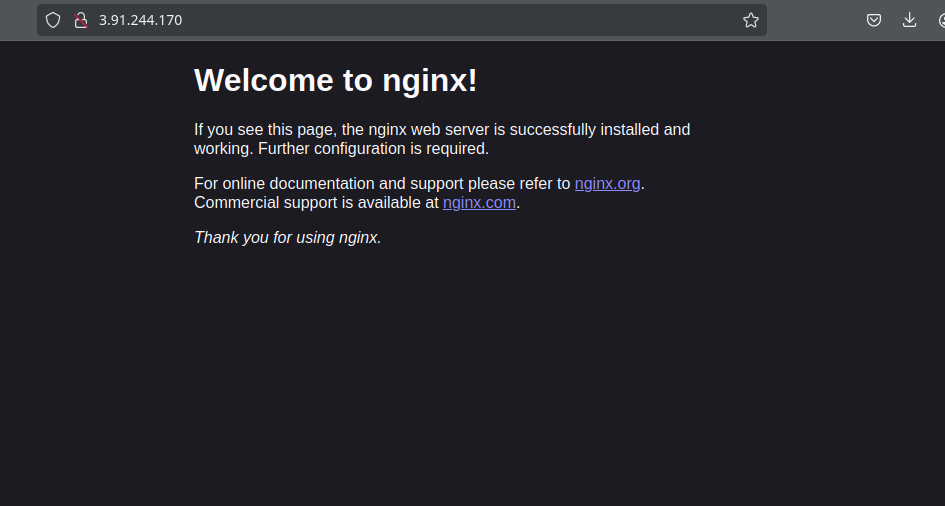 3.91.244.170
Welcome to nginx!
If you see this page, the nginx web server is successfully installed and
working. Further configuration is required.
For online documentation and support please refer to nginx.org.
Commercial support is available at nginx.com.
Thank you for using nginx.